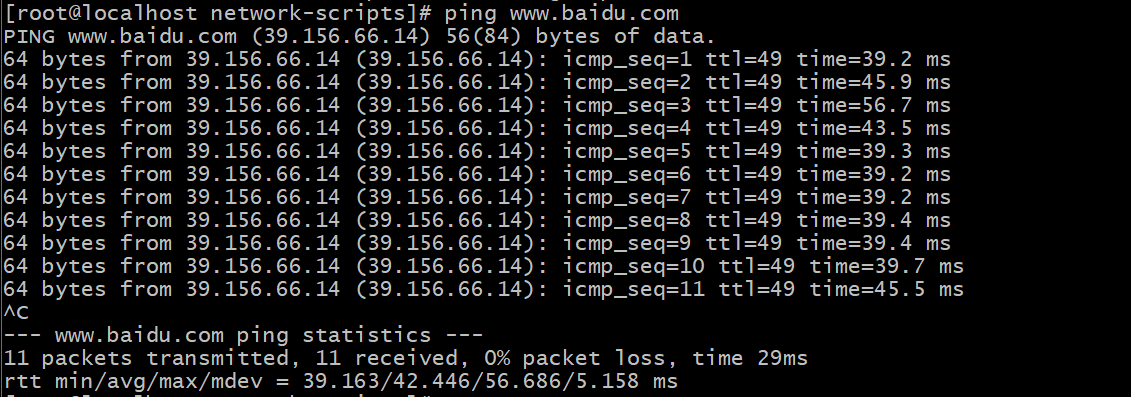 [root@localhost network-scripts]# ping www.baidu.com
PING www.baidu.com (39.156.66.14) 56(84) bytes of data.
64 bytes from 39.156.66.14 (39.156.66.14): icmp_seq=1 ttl=49 time=39.2 ms
64 bytes from 39.156.66.14 (39.156.66.14): icmp_seq=2 ttl=49 time=45.9 ms
64 bytes from 39.156.66.14 (39.156.66.14): icmp_seq=3 ttl=49 time=56.7 ms
64 bytes from 39.156.66.14 (39.156.66.14): icmp_seq=4 ttl=49 time=43.5 ms
64 bytes from 39.156.66.14 (39.156.66.14): icmp_seq=5 ttl=49 time=39.3 ms
64 bytes from 39.156.66.14 (39.156.66.14): icmp_seq=6 ttl=49 time=39.2 ms
64 bytes from 39.156.66.14 (39.156.66.14): icmp_seq=7 ttl=49 time=39.2 ms
64 bytes from 39.156.66.14 (39.156.66.14): icmp_seq=8 ttl=49 time=39.4 ms
64 bytes from 39.156.66.14 (39.156.66.14): icmp_seq=9 ttl=49 time=39.4 ms
64 bytes from 39.156.66.14 (39.156.66.14): icmp_seq=10 ttl=49 time=39.7 ms
64 bytes from 39.156.66.14 (39.156.66.14): icmp_seq=11 ttl=49 time=45.5 ms
^C
--- www.baidu.com ping statistics ---
11 packets transmitted, 11 received, 0% packet loss, time 29ms
rtt min/avg/max/mdev = 39.163/42.446/56.686/5.158 ms